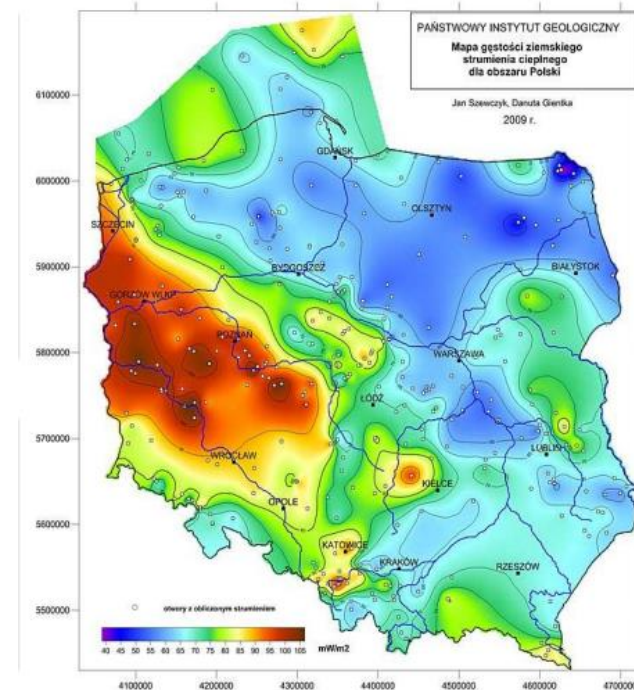 PAŃSTWOWY INSTYTUT GEOLOGICZNY
Mapa gęstości ziemskiego
strumienia cieplnego
dla obszaru Polski
Jan Szewczyk, Danuta Gientka
2009 r.
6100000
GDAŃSK
6000000
OLSZTYN
SZCZECIN
5900000
BYDGOSZCZ
BIAŁYSTOK
GORZÓW WLKP
POZNAŃ
5800000
WARSZAWA
ŁÓDŹ
5700000
WROCŁAW
LUBLIN
KIELCE
OPOLE
5600000
KATOWICE
KRAKÓW
RZESZÓW
5500000
otwory z obliczonym strumieniem
40 45 50 55 60 65 70 75 80 85 90 95 100 105
mW/m2
4100000 4200000 4300000 4400000 4500000 4600000 4700000